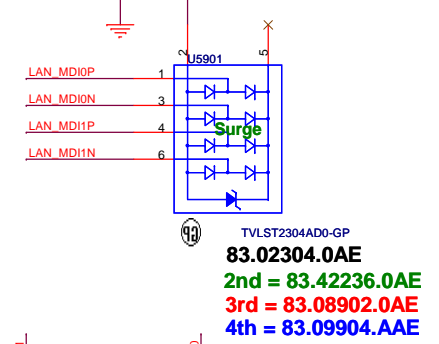 2
5
U5901
LAN_MDI0P
1
LAN_MDI0N
3
Surge
LAN_MDI1P
4
LAN_MDI1N
6
GP
TVLST2304AD0-GP
83.02304.0AE
2nd = 83.42236.0AE
3rd = 83.08902.0AE
4th = 83.09904.AAE